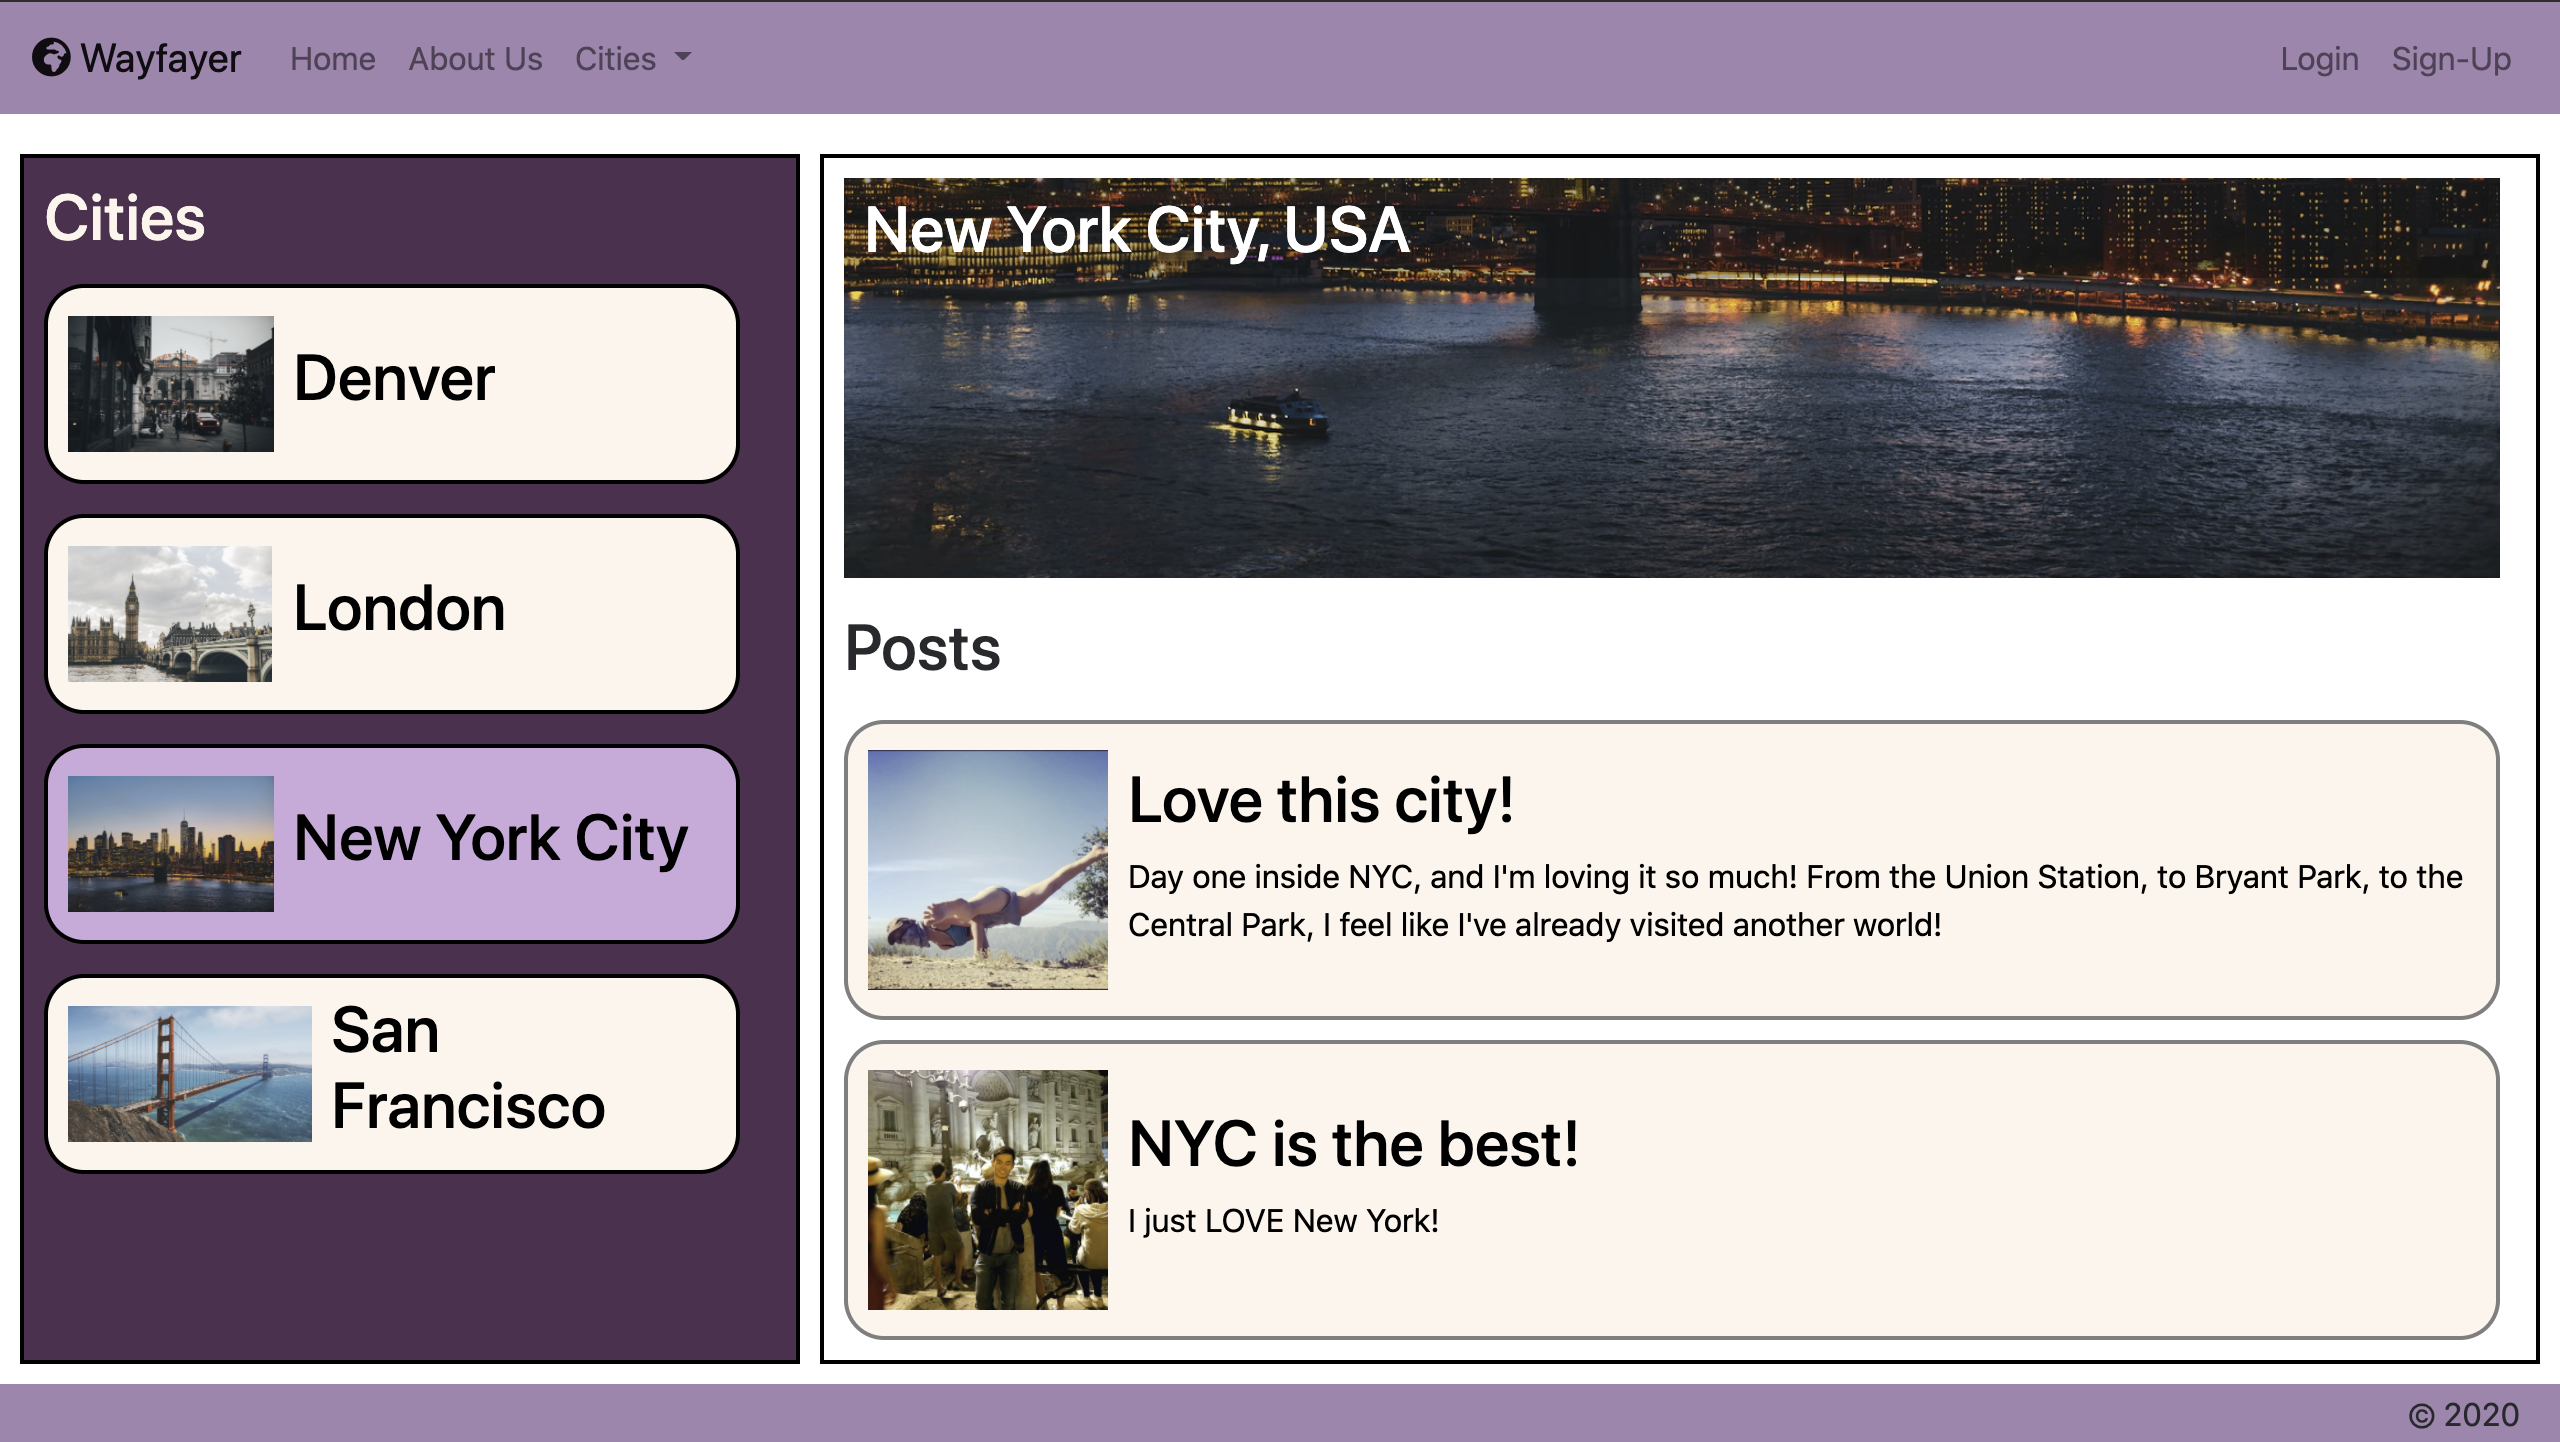 Wayfayer Home About Us Cities Login Sign-Up
Cities
Denver
London
New York City
San
Francisco
New York City, USA
Posts
Love this city!
Day one inside NYC, and I'm loving it so much! From the Union Station, to Bryant Park, to the
Central Park, I feel like I've already visited another world!
NYC is the best!
I just LOVE New York!
© 2020